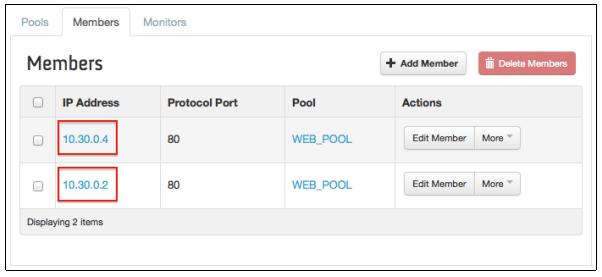 Pools Members Monitors
Members + Add Member Delete Members
IP Address Protocol Port Pool Actions
10.30.0.4 80 WEB_POOL Edit Member More
10.30.0.2 80 WEB_POOL Edit Member More
Displaying 2 items